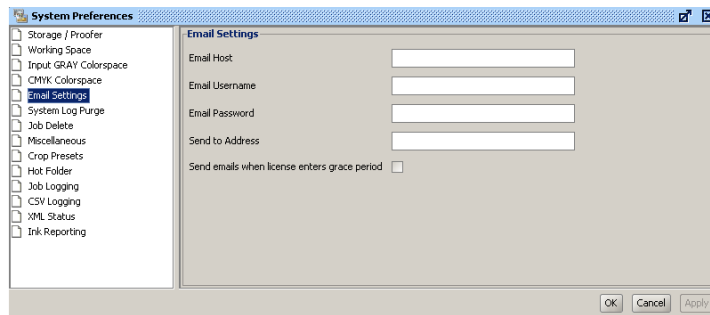 System Preferences
Storage / Proofer
Working Space
Input GRAY Colorspace
CMYK Colorspace
Email Settings
System Log Purge
Job Delete
Miscellaneous
Crop Presets
Hot Folder
Job Logging
CSV Logging
XML Status
Ink Reporting
Email Settings
Email Host
Email Username
Email Password
Send to Address
Send emails when license enters grace period
OK
Cancel
Apply